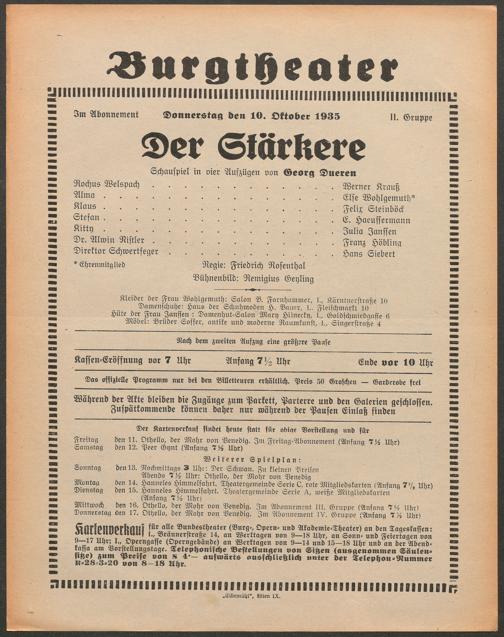 Burgtheater
Im Abonnement Donnerstag den 10. Oktober 1935 II. Gruppe
Der Stärkere
Schauspiel in vier Aufzügen von Georg Dueren
Rochus Welspach . . . . . . . . . . Werner Krauß
Alma . . . . . . . . . . Else Wohlgemuth*
Klaus . . . . . . . . . . Felix Steinböck
Stefan . . . . . . . . . . E. Haeussermann
Kitty . . . . . . . . . . Julia Janssen
Dr. Alwin Nistler . . . . . . . . . . Franz Höbling
Direktor Schwertfeger . . . . . . . . . . Hans Siebert
*Ehrenmitglied Regie: Friedrich Rosenthal
Bühnenbild: Remigius Geyling
Kleider der Frau Wohlgemuth: Salon B. Farnhammer, I., Kärntnerstraße 10
Damenschuhe: Haus der Schuhmoden H. Bauer, I., Fleischmarkt 10
Hüte der Frau Janssen: Damenhut-Salon Mary, I., Goldschmiedgasse 6
Möbel: Brüder Soffer, antike und moderne Raumkunst, I., Singerstraße 4
Nach dem zweiten Aufzug eine größere Pause
Kassen-Eröffnung vor 7 Uhr Anfang 7½ Uhr Ende vor 10 Uhr
Das offizielle Programm nur bei den Billetteuren erhältlich. Preis 50 Groschen — Garderobe frei
Während der Akte bleiben die Zugänge zum Parkett, Parterre und den Galerien geschlossen.
Zuspätkommende können daher nur während der Pausen Einlaß finden
Der Kartenverkauf findet heute statt für obige Vorstellung und für
Freitag den 11. Othello, der Mohr von Venedig. Im Freitag-Abonnement (Anfang 7½ Uhr)
Samstag den 12. Peer Gynt (Anfang 7½ Uhr)
Weiterer Spielplan:
Sonntag den 13. Nachmittags 3 Uhr: Der Schwan. Zu kleinen Preisen
Abends 7½ Uhr: Othello, der Mohr von Venedig
Montag den 14. Hanneles Himmelfahrt. Theatergemeinde Serie C, rote Mitgliedskarten (Anfang 7½ Uhr)
Dienstag den 15. Hanneles Himmelfahrt. Theatergemeinde Serie A, weiße Mitgliedskarten
(Anfang 7½ Uhr)
Mittwoch den 16. Othello, der Mohr von Venedig. Im Abonnement III. Gruppe (Anfang 7½ Uhr)
Donnerstag den 17. Othello, der Mohr von Venedig. Im Abonnement IV. Gruppe (Anfang 7½ Uhr)
Kartenverkauf für alle Bundestheater (Burg-, Opern- und Akademie-Theater) an den Tageskassen:
I., Bräunerstraße 14, an Werktagen von 9—18 Uhr, an Sonn- und Feiertagen von
9—17 Uhr; I., Operngasse (Operngebäude) an Werktagen von 9—14 und 15—18 Uhr und an der Abend-
kassa am Vorstellungstage. Telephonische Bestellungen von Sitzen (ausgenommen Säulen-
sitze) zum Preise von S 4·— aufwärts ausschließlich unter der Telephon-Nummer
R-28-3-20 von 8—18 Uhr.
„Elbemühl“, Wien IX.